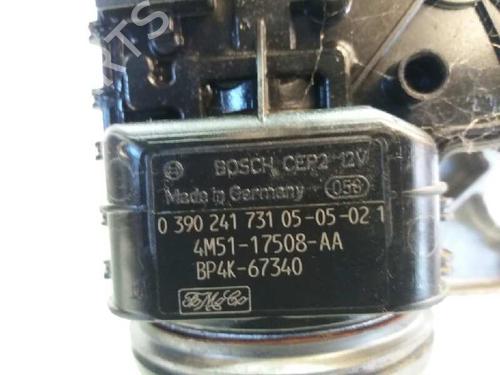 BOSCH CEP2 12V
Made in Germany 058
0 390 241 731 05-05-02 1
4M51-17508-AA
BP4K-67340
FoMoCo